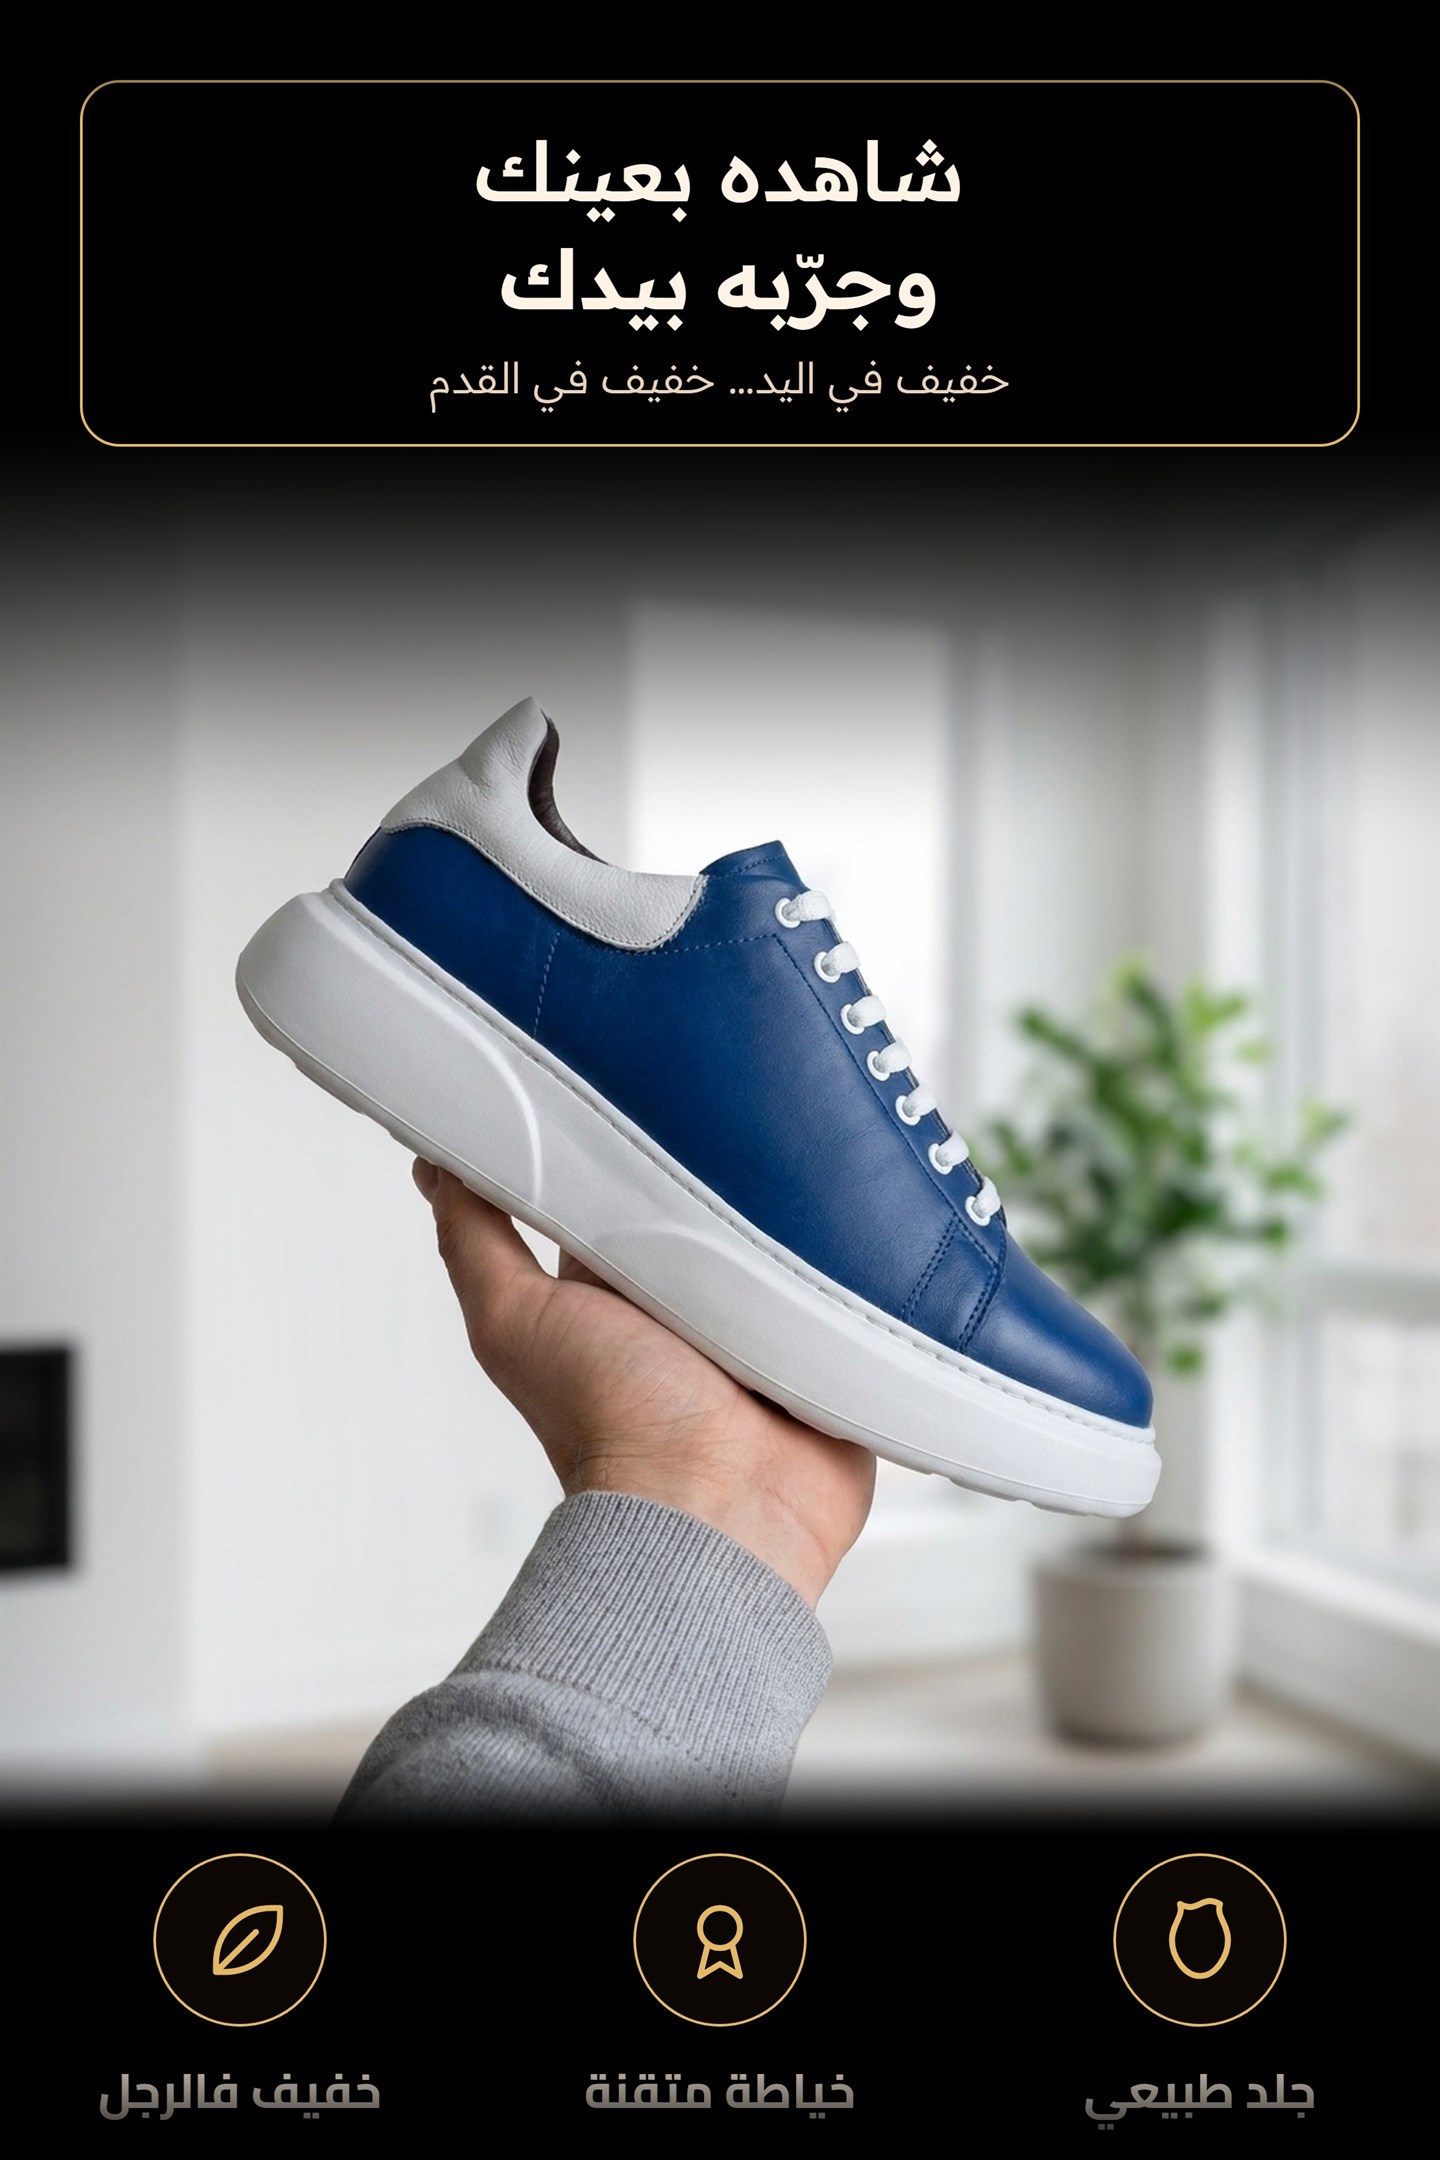 شاهده بعينك
وجرّبه بيدك
خفيف في اليد... خفيف في القدم
جلد طبيعي
خياطة متقنة
خفيف فالرجل